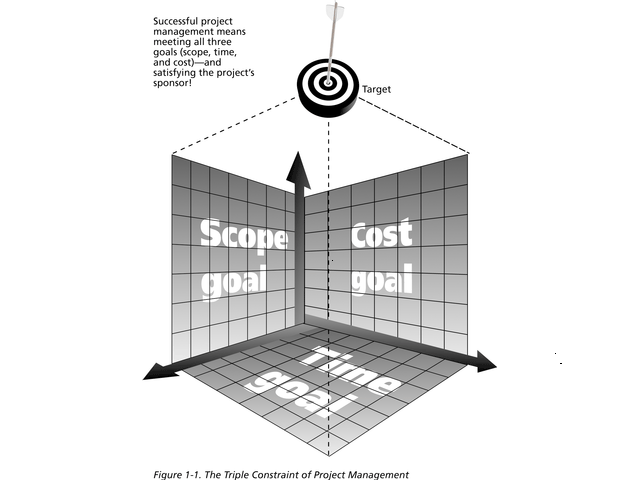 Successful project
management means
meeting all three
goals (scope, time,
and cost)—and
satisfying the project's
sponsor!
Target
Scope
goal
Cost
goal
Time
goal
Figure 1-1. The Triple Constraint of Project Management